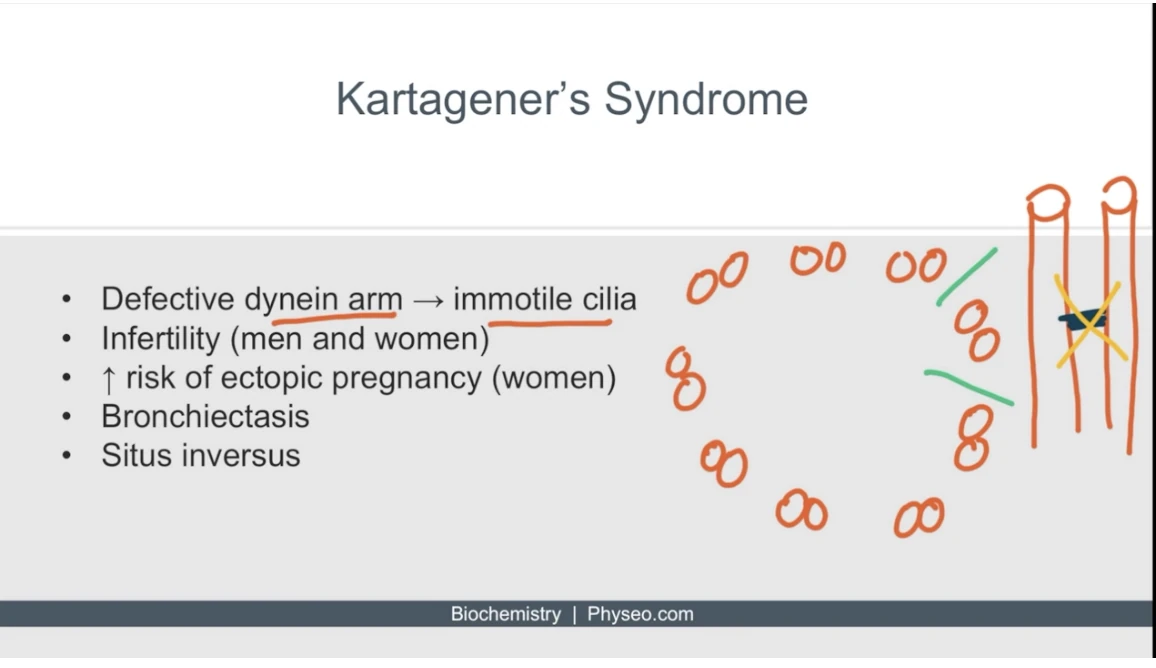 Kartagener's Syndrome
• Defective dynein arm → immotile cilia
• Infertility (men and women)
• ↑ risk of ectopic pregnancy (women)
• Bronchiectasis
• Situs inversus
Biochemistry | Physeo.com